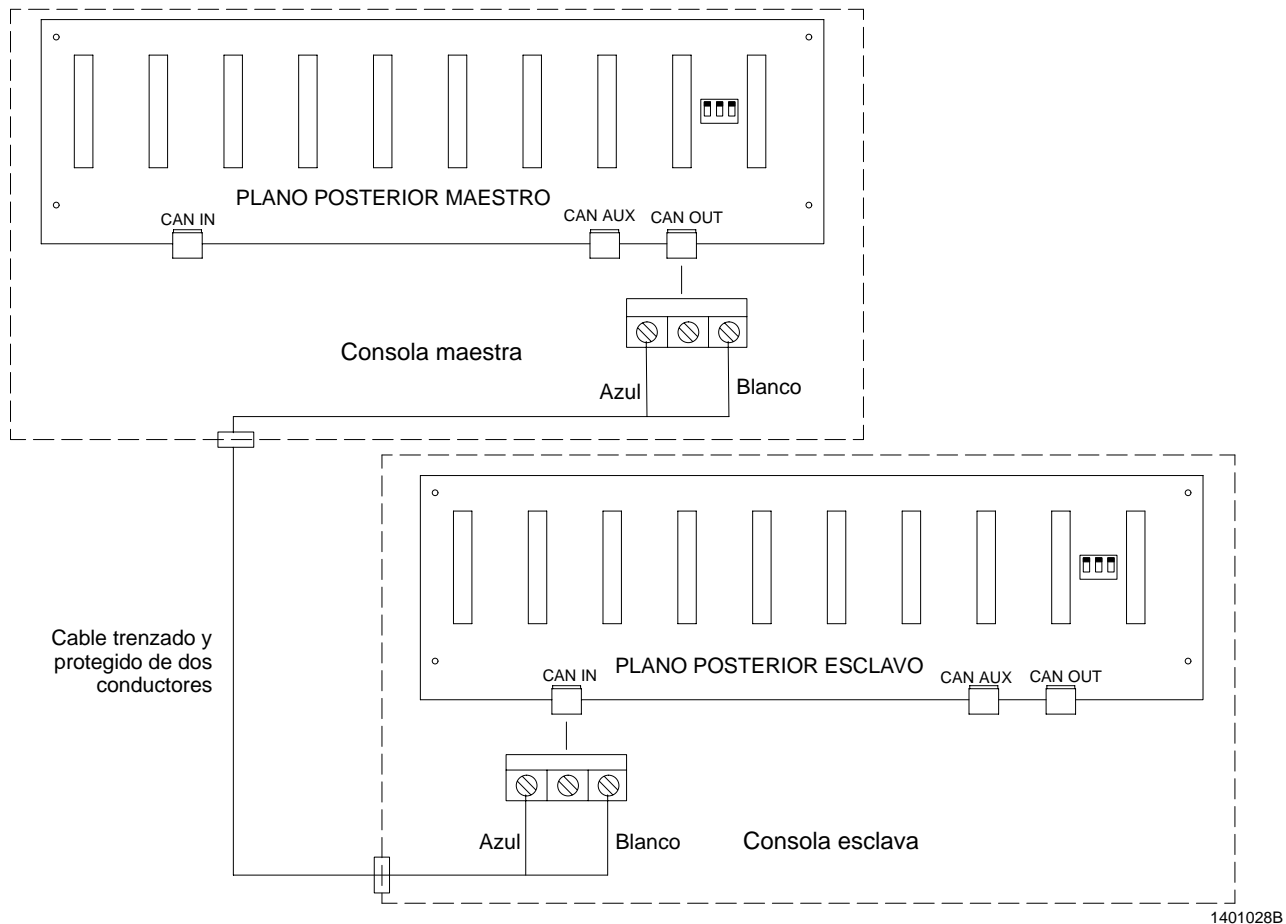 PLANO POSTERIOR MAESTRO
CAN IN
CAN AUX
CAN OUT
Consola maestra
Azul
Blanco
Cable trenzado y
protegido de dos
conductores
PLANO POSTERIOR ESCLAVO
CAN IN
CAN AUX
CAN OUT
Azul
Blanco
Consola esclava
1401028B